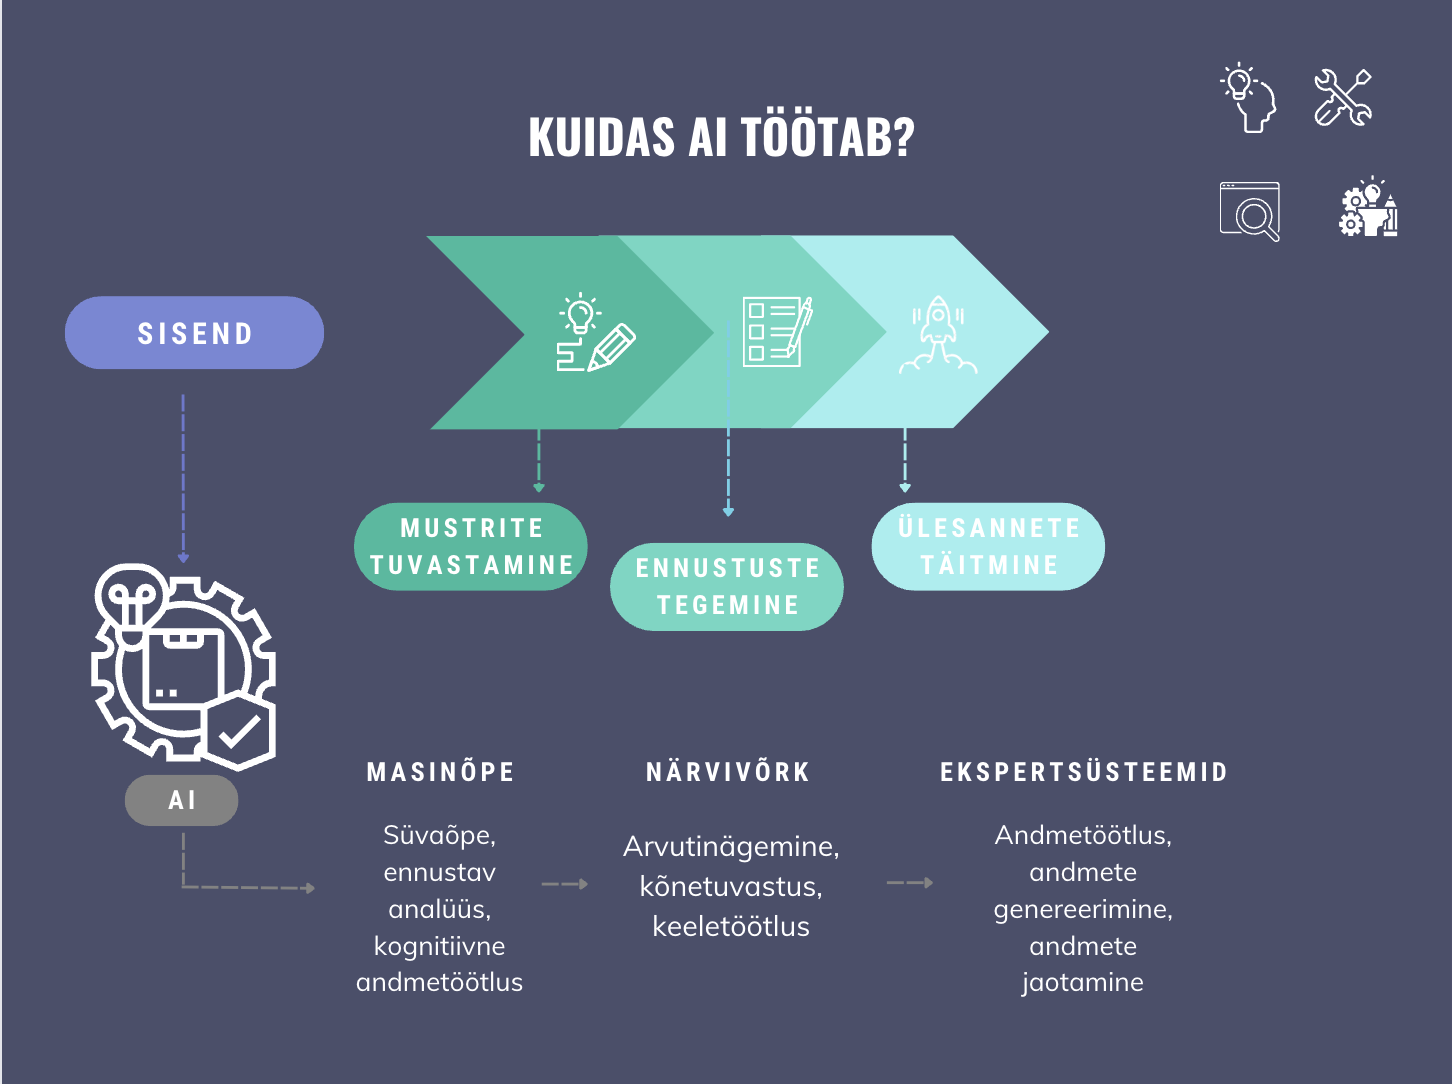 KUIDAS AI TÖÖTAB?
SISEND
MUSTRITE
TUVASTAMINE
ENNUSTUSTE
TEGEMINE
ÜLESANNETE
TÄITMINE
AI
MASINÕPE
Süvaõpe,
ennustav
analüüs,
kognitiivne
andmetöötlus
NÄRVIVÕRK
Arvutinägemine,
kõnetuvastus,
keeletöötlus
EKSPERTSÜSTEEMID
Andmetöötlus,
andmete
genereerimine,
andmete
jaotamine